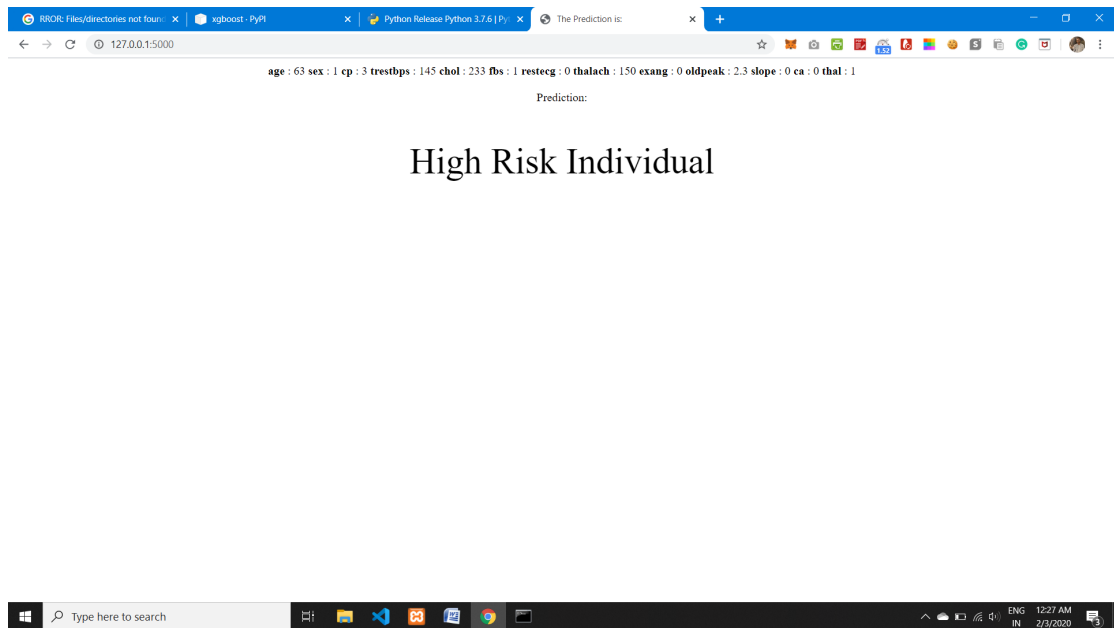 RROR: Files/directories not found
xgboost · PyPI
Python Release Python 3.7.6 | Py
The Prediction is:
127.0.0.1:5000
1.52
age : 63 sex : 1 cp : 3 trestbps : 145 chol : 233 fbs : 1 restecg : 0 thalach : 150 exang : 0 oldpeak : 2.3 slope : 0 ca : 0 thal : 1
Prediction:
High Risk Individual
Type here to search
ENG
IN
12:27 AM
2/3/2020
3